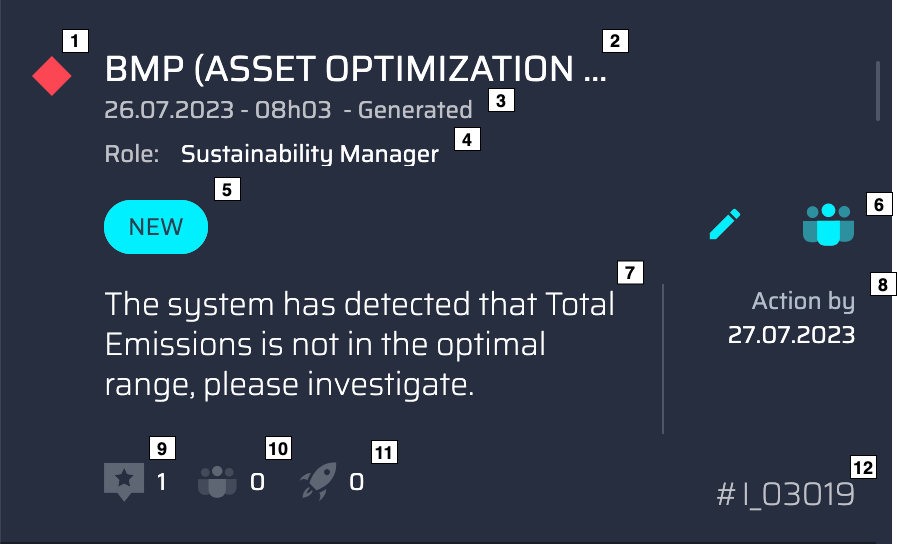 1
BMP (ASSET OPTIMIZATION ... 2
26.07.2023 - 08h03 - Generated 3
Role: Sustainability Manager 4
NEW 5
6
7
The system has detected that Total
Emissions is not in the optimal
range, please investigate.
8
Action by
27.07.2023
9 10 11
1 0 0
12
# I_03019